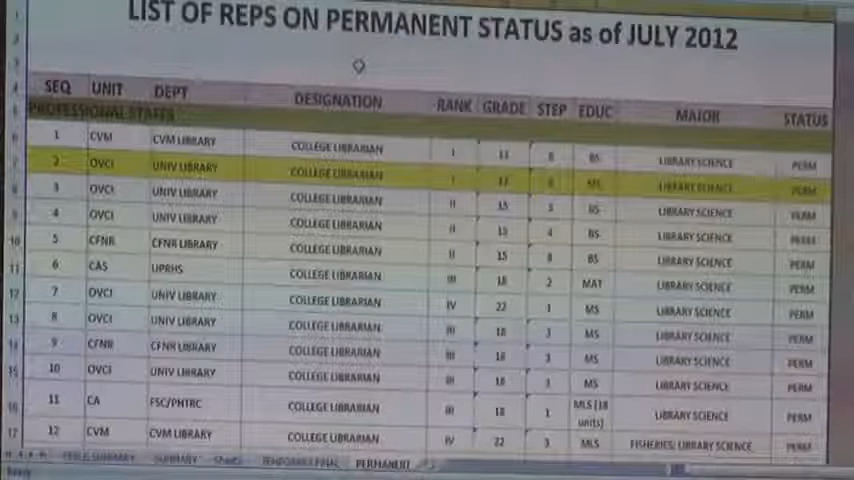 LIST OF REPS ON PERMANENT STATUS as of JULY 2012
SEQ UNIT DEPT DESIGNATION RANK GRADE STEP EDUC MAJOR STATUS
PROFESSIONAL STAFFS
1 CVM CVM LIBRARY COLLEGE LIBRARIAN I BS LIBRARY SCIENCE PERM
2 OVCI UNIV LIBRARY COLLEGE LIBRARIAN I LIBRARY SCIENCE PERM
3 OVCI UNIV LIBRARY COLLEGE LIBRARIAN II 15 3 BS LIBRARY SCIENCE PERM
4 OVCI UNIV LIBRARY COLLEGE LIBRARIAN II 15 4 BS LIBRARY SCIENCE PERM
5 CFNR CFNR LIBRARY COLLEGE LIBRARIAN II 15 8 BS LIBRARY SCIENCE PERM
6 CAS UPRHS COLLEGE LIBRARIAN III 18 2 MAT LIBRARY SCIENCE PERM
7 OVCI UNIV LIBRARY COLLEGE LIBRARIAN IV 22 1 MS LIBRARY SCIENCE PERM
8 OVCI UNIV LIBRARY COLLEGE LIBRARIAN III 18 3 MS LIBRARY SCIENCE PERM
9 CFNR CFNR LIBRARY COLLEGE LIBRARIAN III 18 3 MS LIBRARY SCIENCE PERM
10 OVCI UNIV LIBRARY COLLEGE LIBRARIAN III 18 3 MS LIBRARY SCIENCE PERM
11 CA FSC/PHTRC COLLEGE LIBRARIAN III 18 1 MLS (18 units) LIBRARY SCIENCE PERM
12 CVM CVM LIBRARY COLLEGE LIBRARIAN IV 22 3 MLS FISHERIES; LIBRARY SCIENCE PERM
SUMMARY SUMMARY PERMANENT